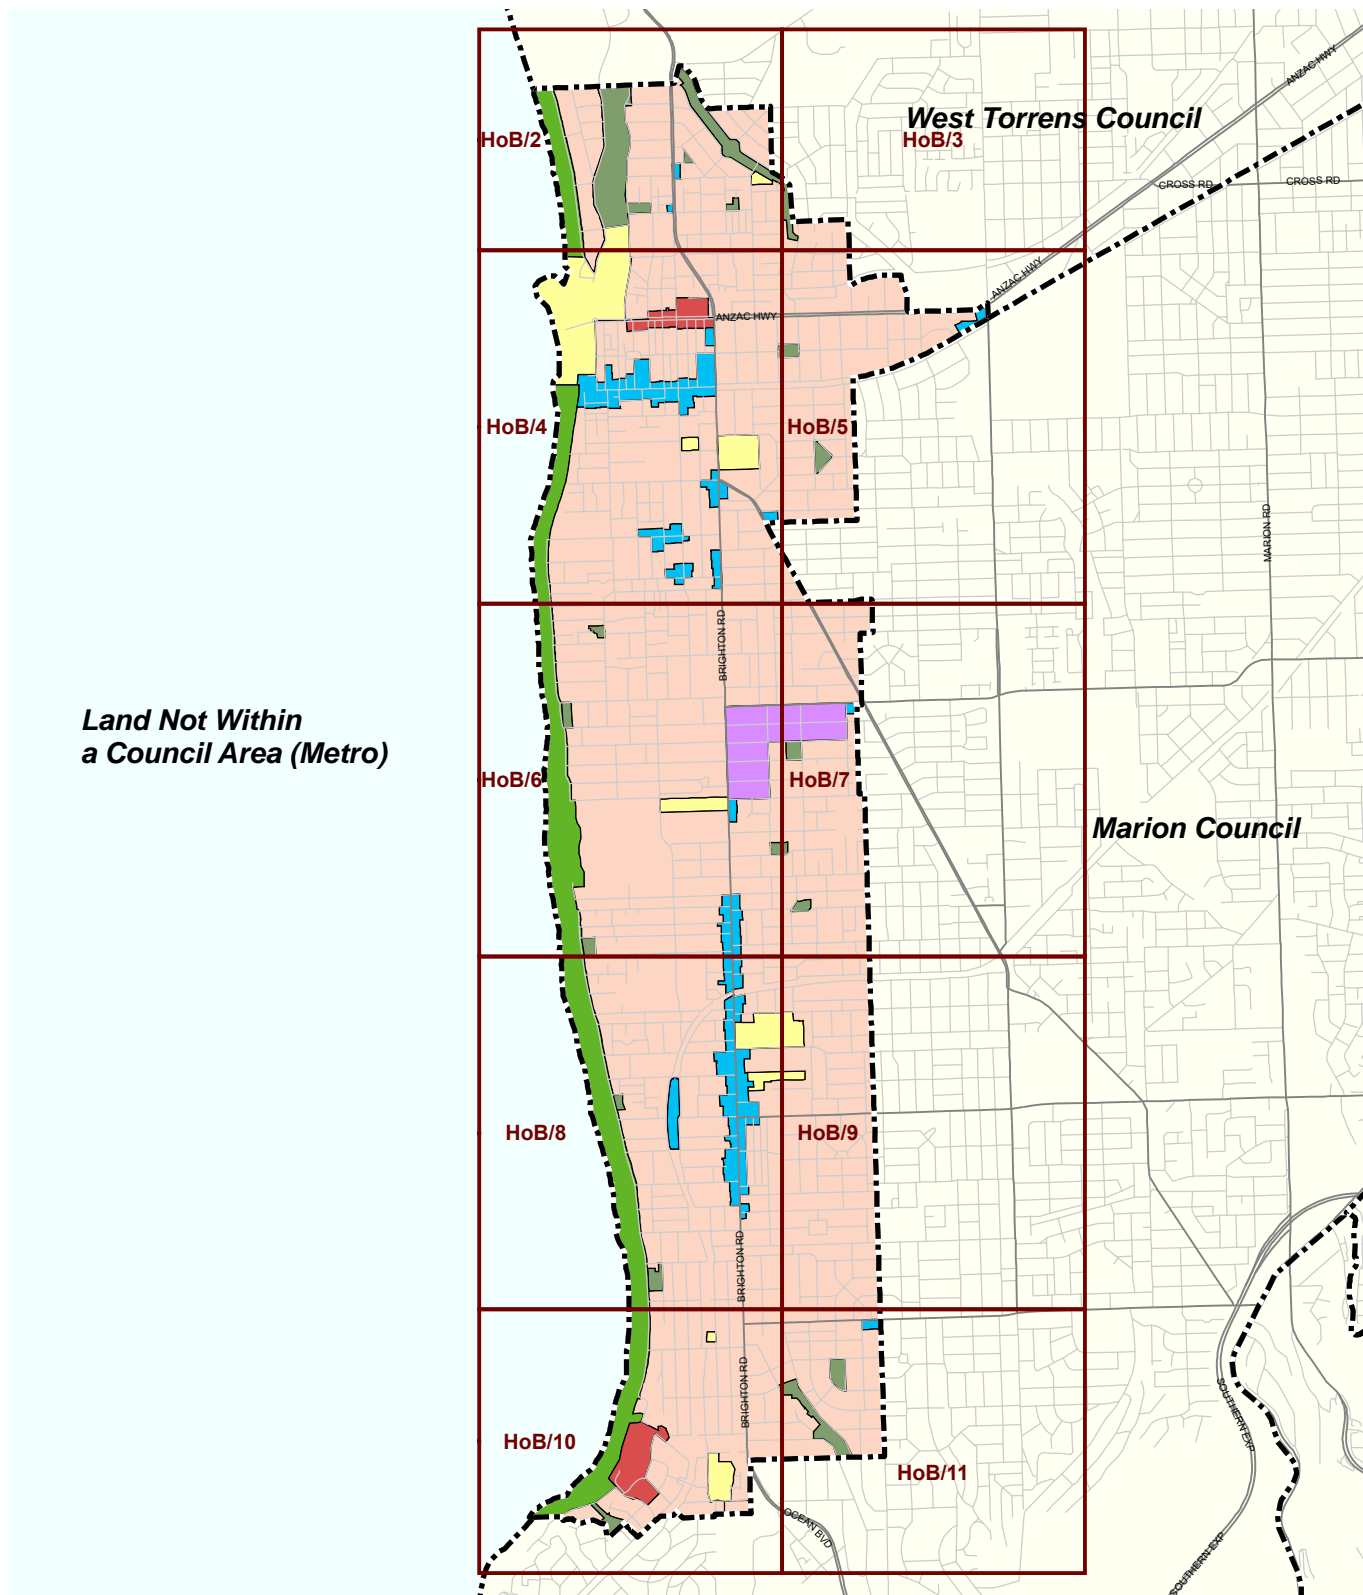 ANZAC HWY
West Torrens Council
HoB/2
HoB/3
CROSS RD
CROSS RD
ANZAC HWY
ANZAC HWY
HoB/4
HoB/5
MARION RD
BRIGHTON RD
Land Not Within
a Council Area (Metro)
HoB/6
HoB/7
Marion Council
HoB/8
HoB/9
BRIGHTON RD
BRIGHTON RD
SOUTHERN EXP
HoB/10
HoB/11
OCEAN BVD
SOUTHERN EXP